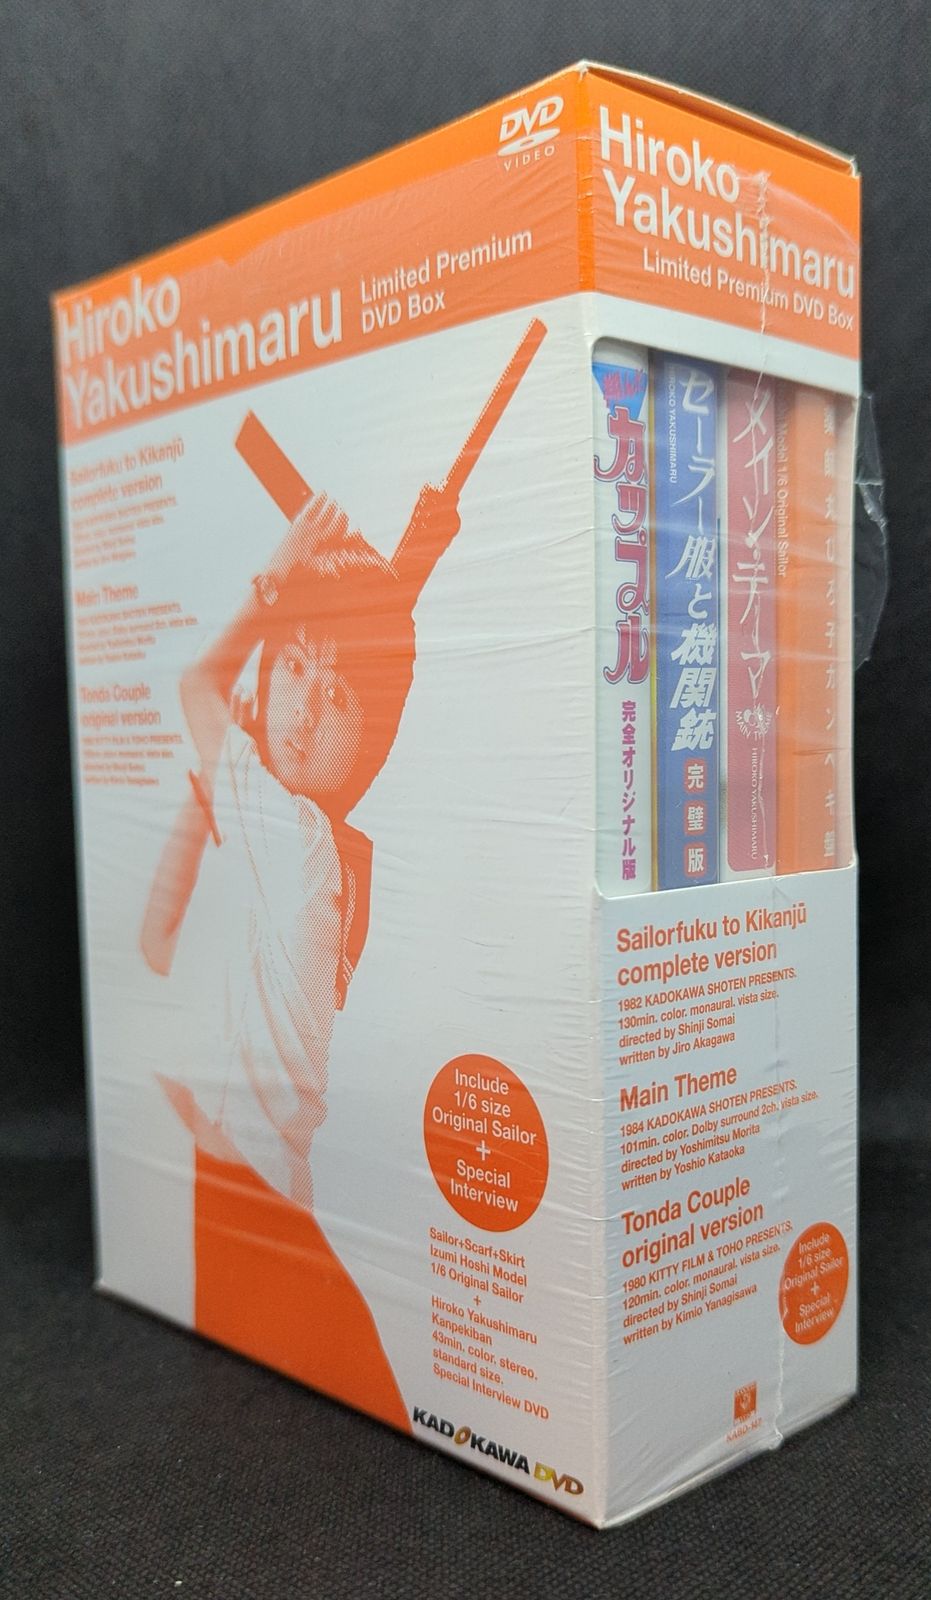 DVD
VIDEO
Hiroko
Yakushimaru
Limited Premium
DVD Box
Sailorfuku to Kikanjū
complete version
Main Theme
Tonda Couple
original version
Include
1/6 size
Original Sailor
+
Special
Interview
Sailor+Scarf+Skirt
Izumi Hoshi Model
1/6 Original Sailor
+
Hiroko Yakushimaru
Kanpekiban
43min. color. stereo.
standard size.
Special Interview DVD
KADOKAWA DVD
Hiroko
Yakushimaru
Limited Premium DVD Box
翔んだ
カップル
完全オリジナル版
HIROKO YAKUSHIMARU
セーラー服と機関銃
完璧版
メイン・テーマ
MAIN THEME
HIROKO YAKUSHIMARU
Model 1/6 Original Sailor
薬師丸ひろ子カンペキ盤
Sailorfuku to Kikanjū
complete version
1982 KADOKAWA SHOTEN PRESENTS.
130min. color. monaural. vista size.
directed by Shinji Somai
written by Jiro Akagawa
Main Theme
1984 KADOKAWA SHOTEN PRESENTS.
101min. color. Dolby surround 2ch. vista size.
directed by Yoshimitsu Morita
written by Yoshio Kataoka
Tonda Couple
original version
1980 KITTY FILM & TOHO PRESENTS.
120min. color. monaural. vista size.
directed by Shinji Somai
written by Kimio Yanagisawa
Include
1/6 size
Original Sailor
+
Special
Interview